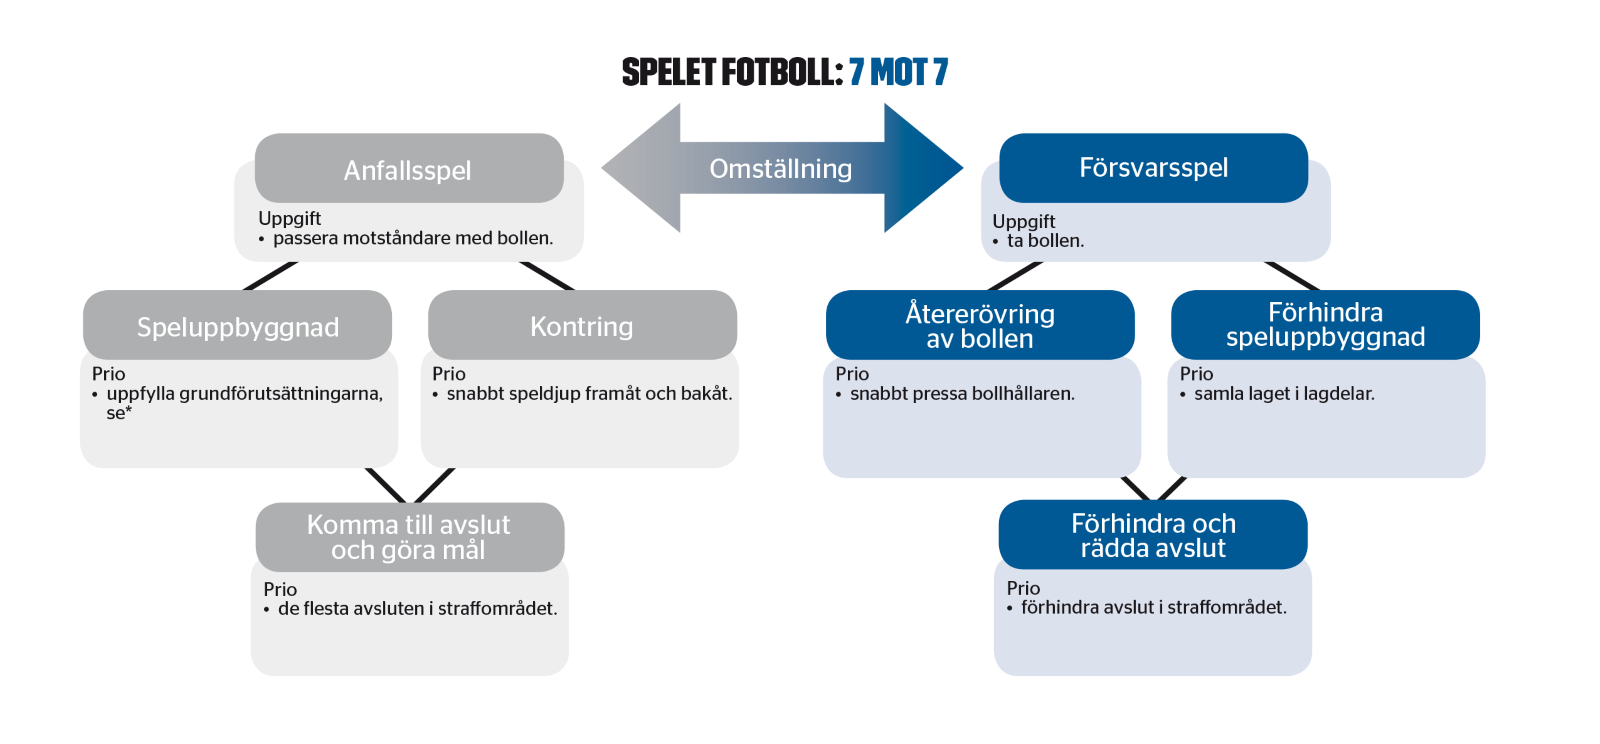 SPELET FOTBOLL: 7 MOT 7
Omställning
Anfallsspel
Uppgift
• passera motståndare med bollen.
Speluppbyggnad
Prio
• uppfylla grundförutsättningarna,
se*
Kontring
Prio
• snabbt speldjup framåt och bakåt.
Komma till avslut
och göra mål
Prio
• de flesta avsluten i straffområdet.
Försvarsspel
Uppgift
• ta bollen.
Återerövring
av bollen
Prio
• snabbt pressa bollhållaren.
Förhindra
speluppbyggnad
Prio
• samla laget i lagdelar.
Förhindra och
rädda avslut
Prio
• förhindra avslut i straffområdet.